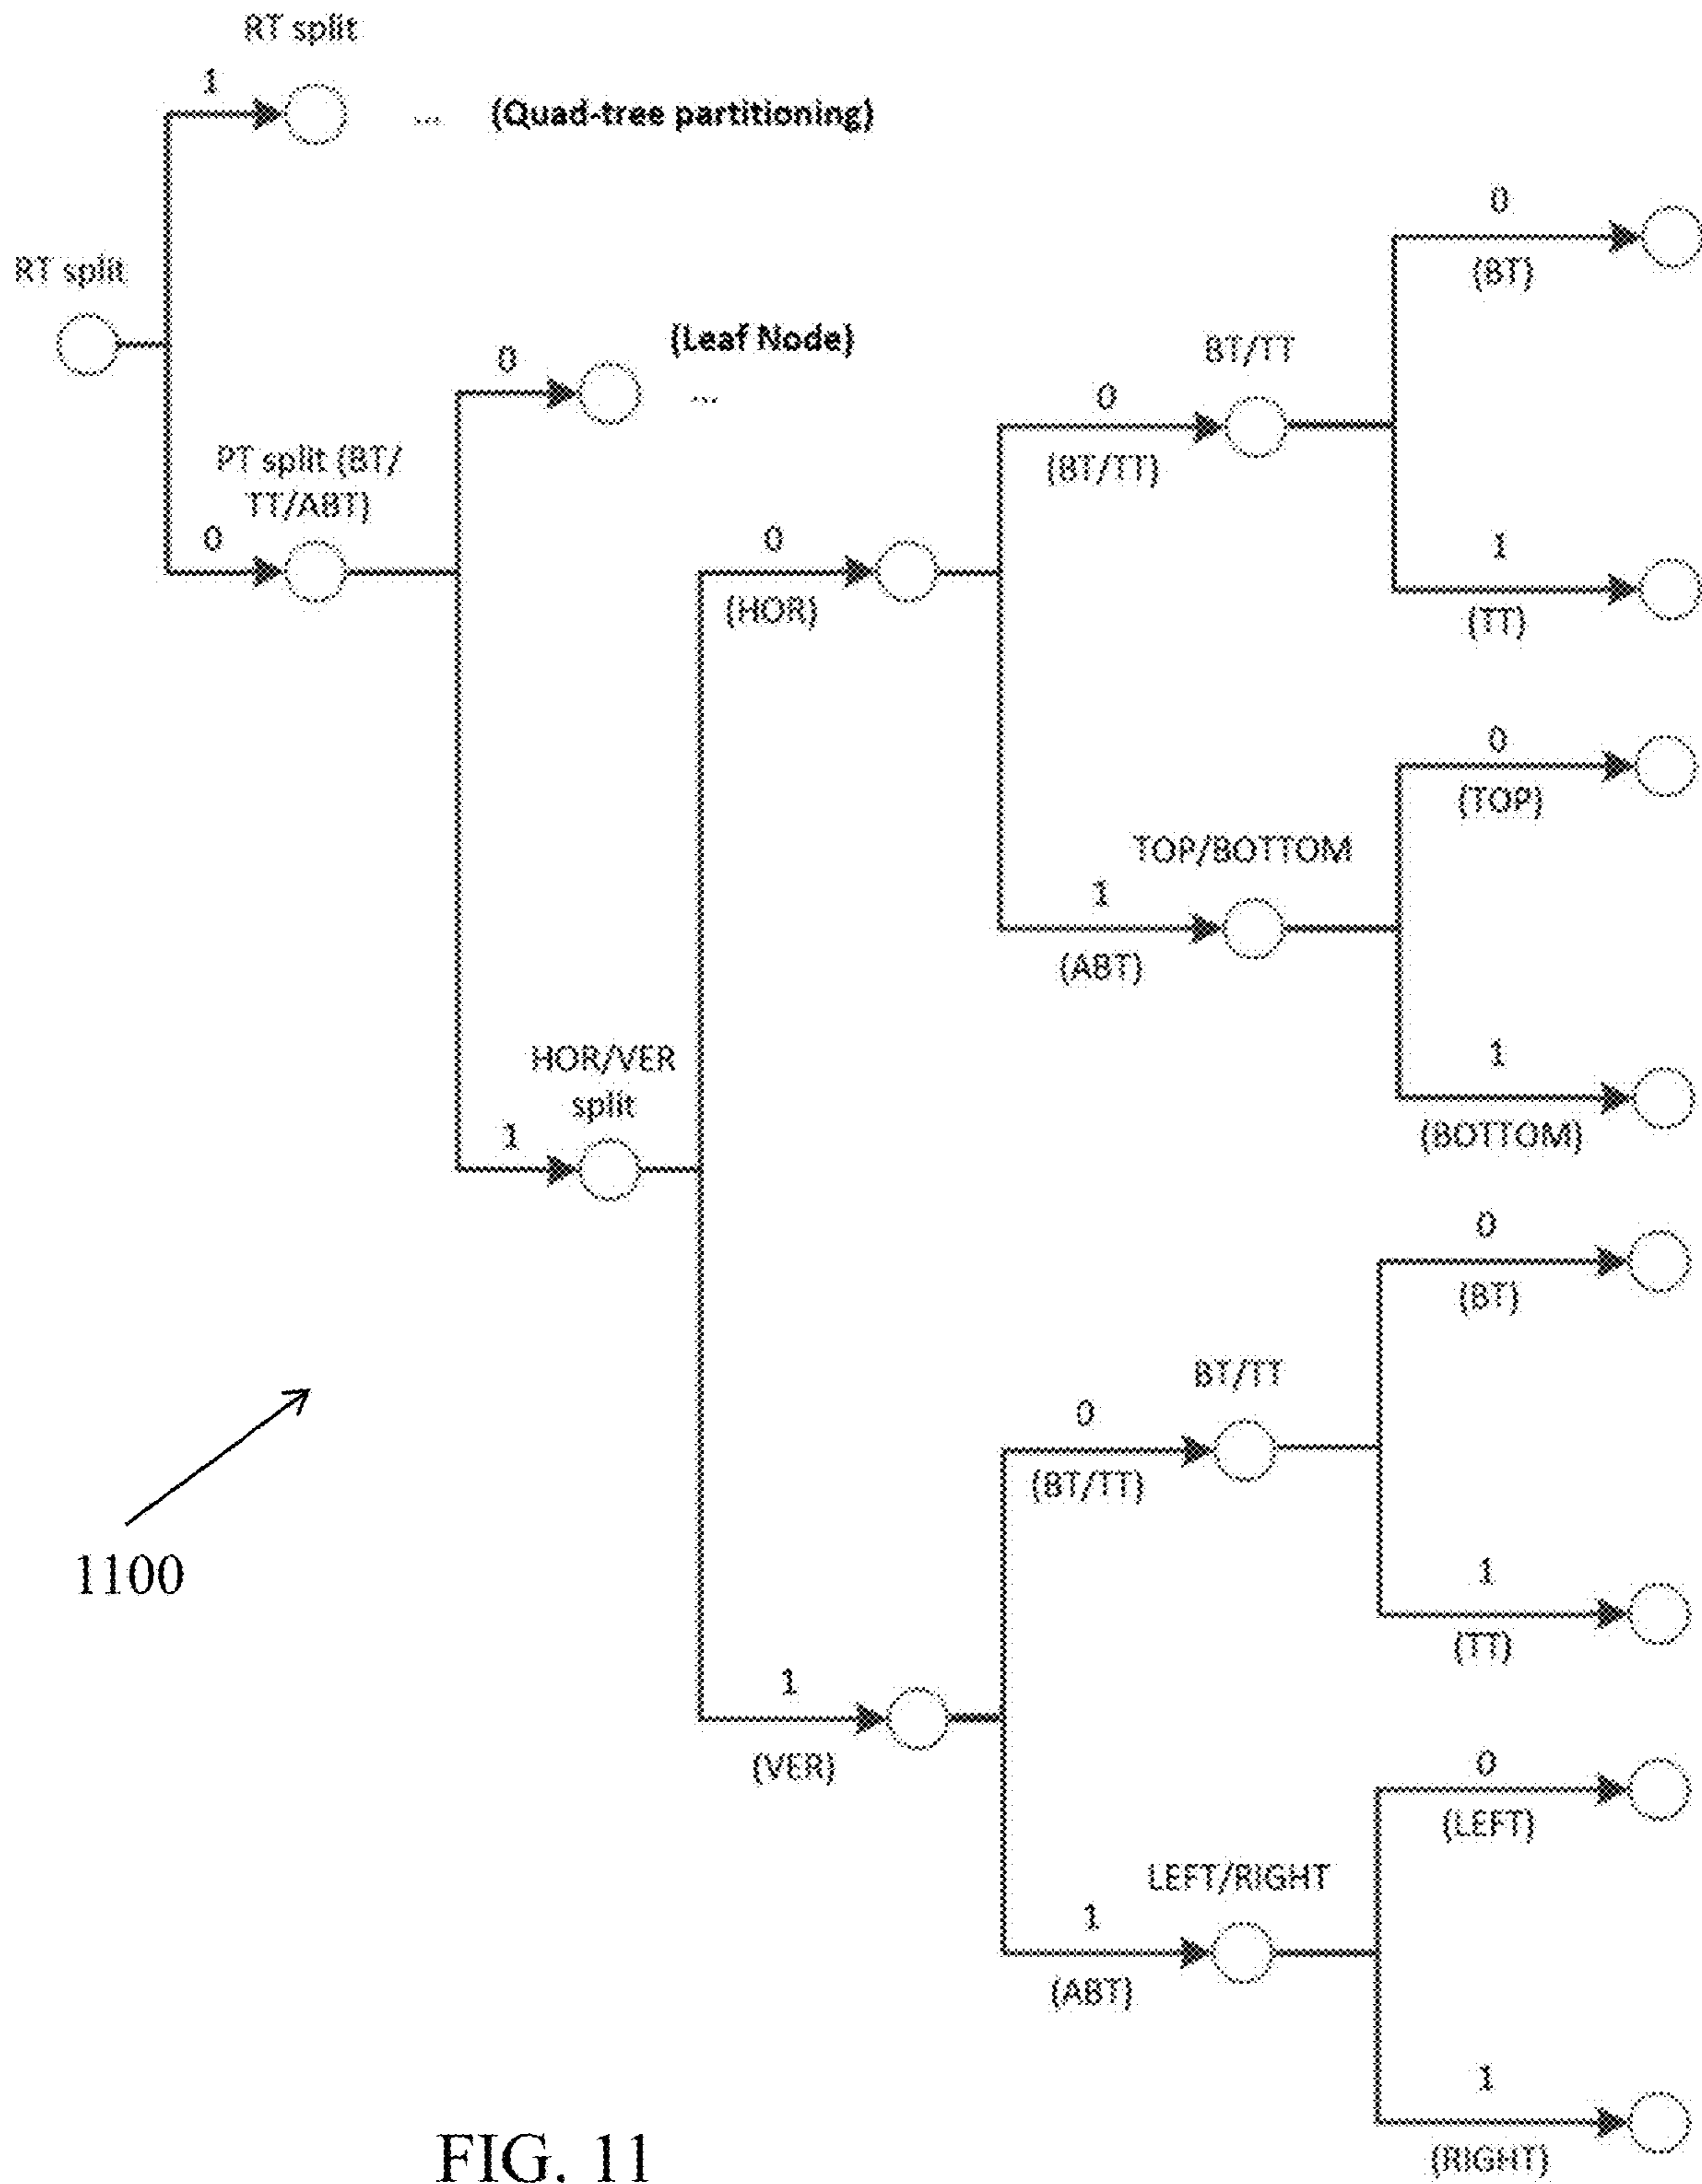 RT split
1
... (Quad-tree partitioning)
0
(BT)
RT split
(Leaf Node)
0
...
BT/TT
0
(BT/TT)
PT split (BT/
TT/ABT)
0
0
(HOR)
1
(TT)
0
(TOP)
TOP/BOTTOM
1
(ABT)
HOR/VER
split
1
1
(BOTTOM)
0
(BT)
BT/TT
0
(BT/TT)
1100
1
(TT)
1
(VER)
0
(LEFT)
LEFT/RIGHT
1
(ABT)
1
(RIGHT)
FIG. 11